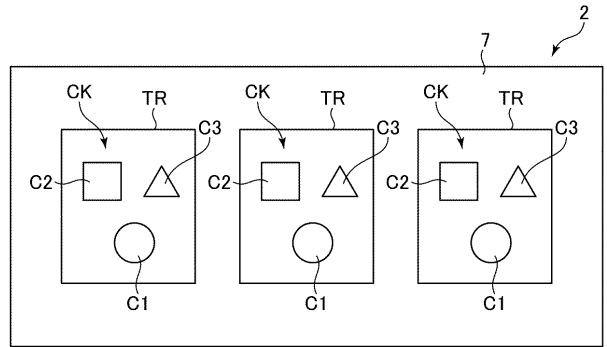 2
7
CK TR CK TR CK TR
C3 C3 C3
C2 C2 C2
C1 C1 C1